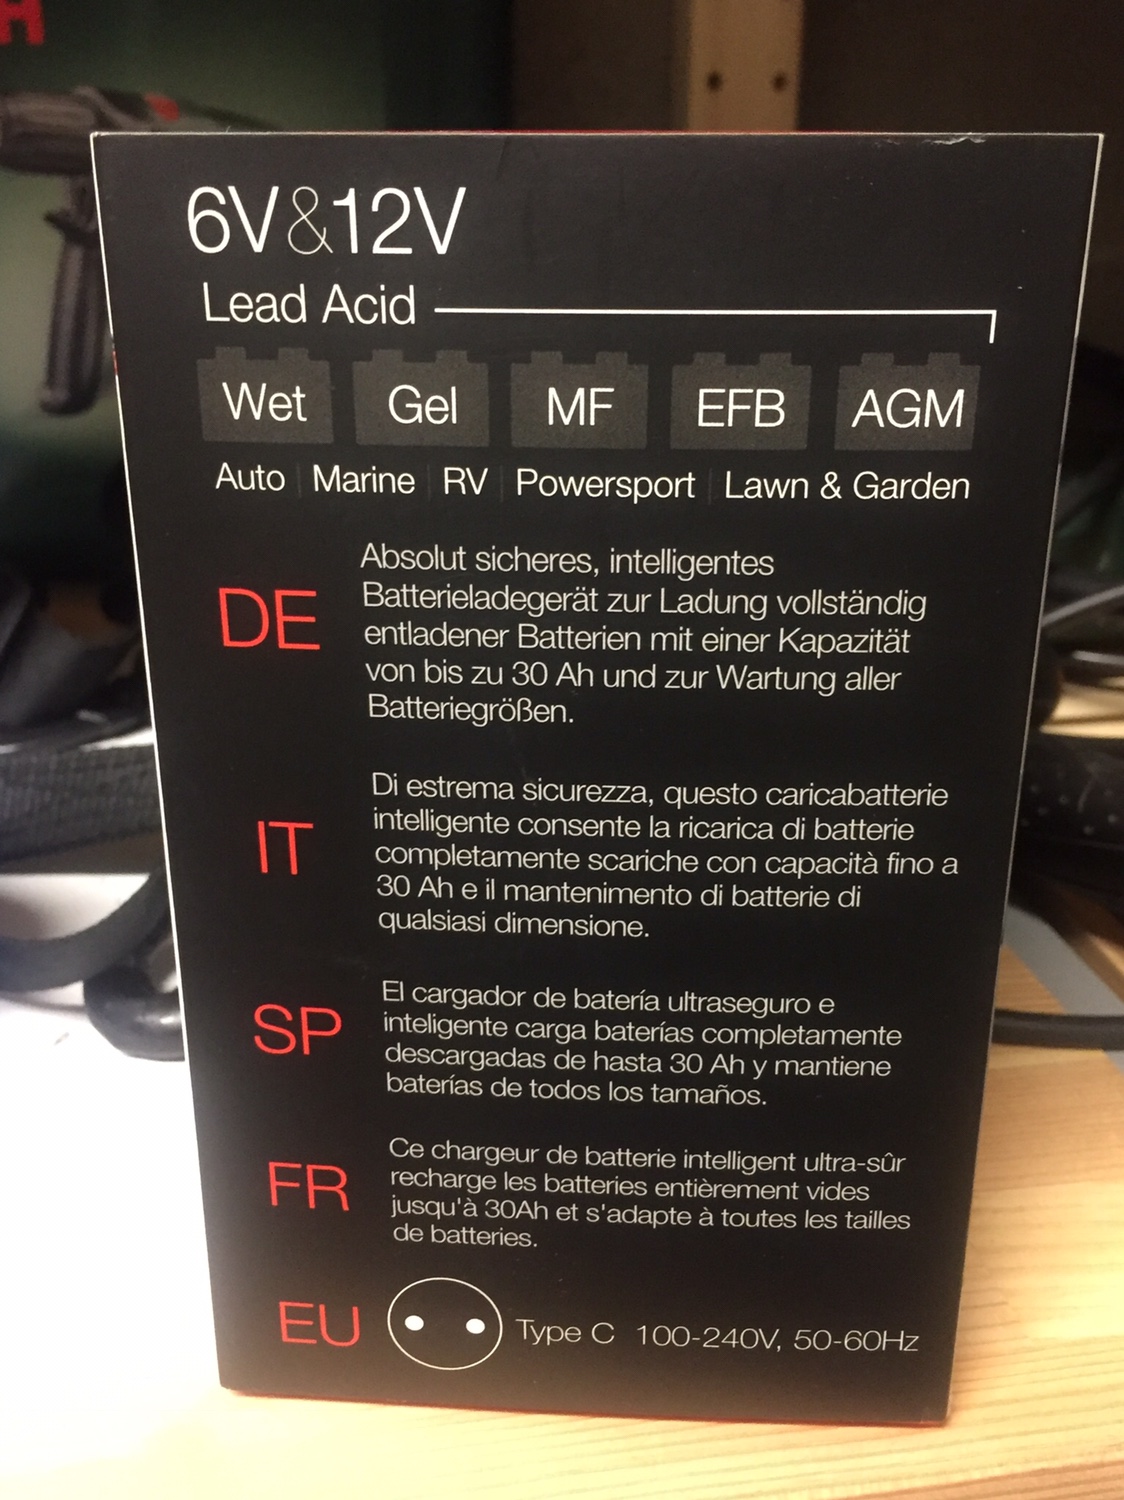 H
6V&12V
Lead Acid
Wet Gel MF EFB AGM
Auto Marine RV Powersport Lawn & Garden
DE
Absolut sicheres, intelligentes
Batterieladegerät zur Ladung vollständig
entladener Batterien mit einer Kapazität
von bis zu 30 Ah und zur Wartung aller
Batteriegrößen.
IT
Di estrema sicurezza, questo caricabatterie
intelligente consente la ricarica di batterie
completamente scariche con capacità fino a
30 Ah e il mantenimento di batterie di
qualsiasi dimensione.
SP
El cargador de batería ultraseguro e
inteligente carga baterías completamente
descargadas de hasta 30 Ah y mantiene
baterías de todos los tamaños.
FR
Ce chargeur de batterie intelligent ultra-sûr
recharge les batteries entièrement vides
jusqu'à 30Ah et s'adapte à toutes les tailles
de batteries.
EU Type C 100-240V, 50-60Hz